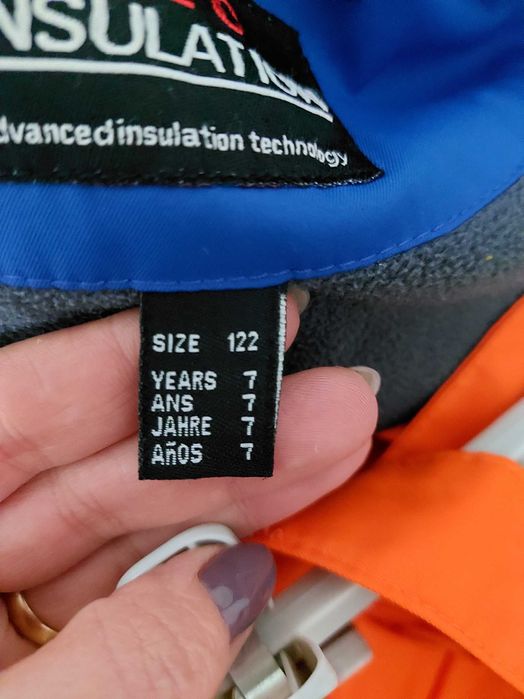 INSULATION
advanced insulation technology
SIZE 122
YEARS 7
ANS 7
JAHRE 7
AÑOS 7